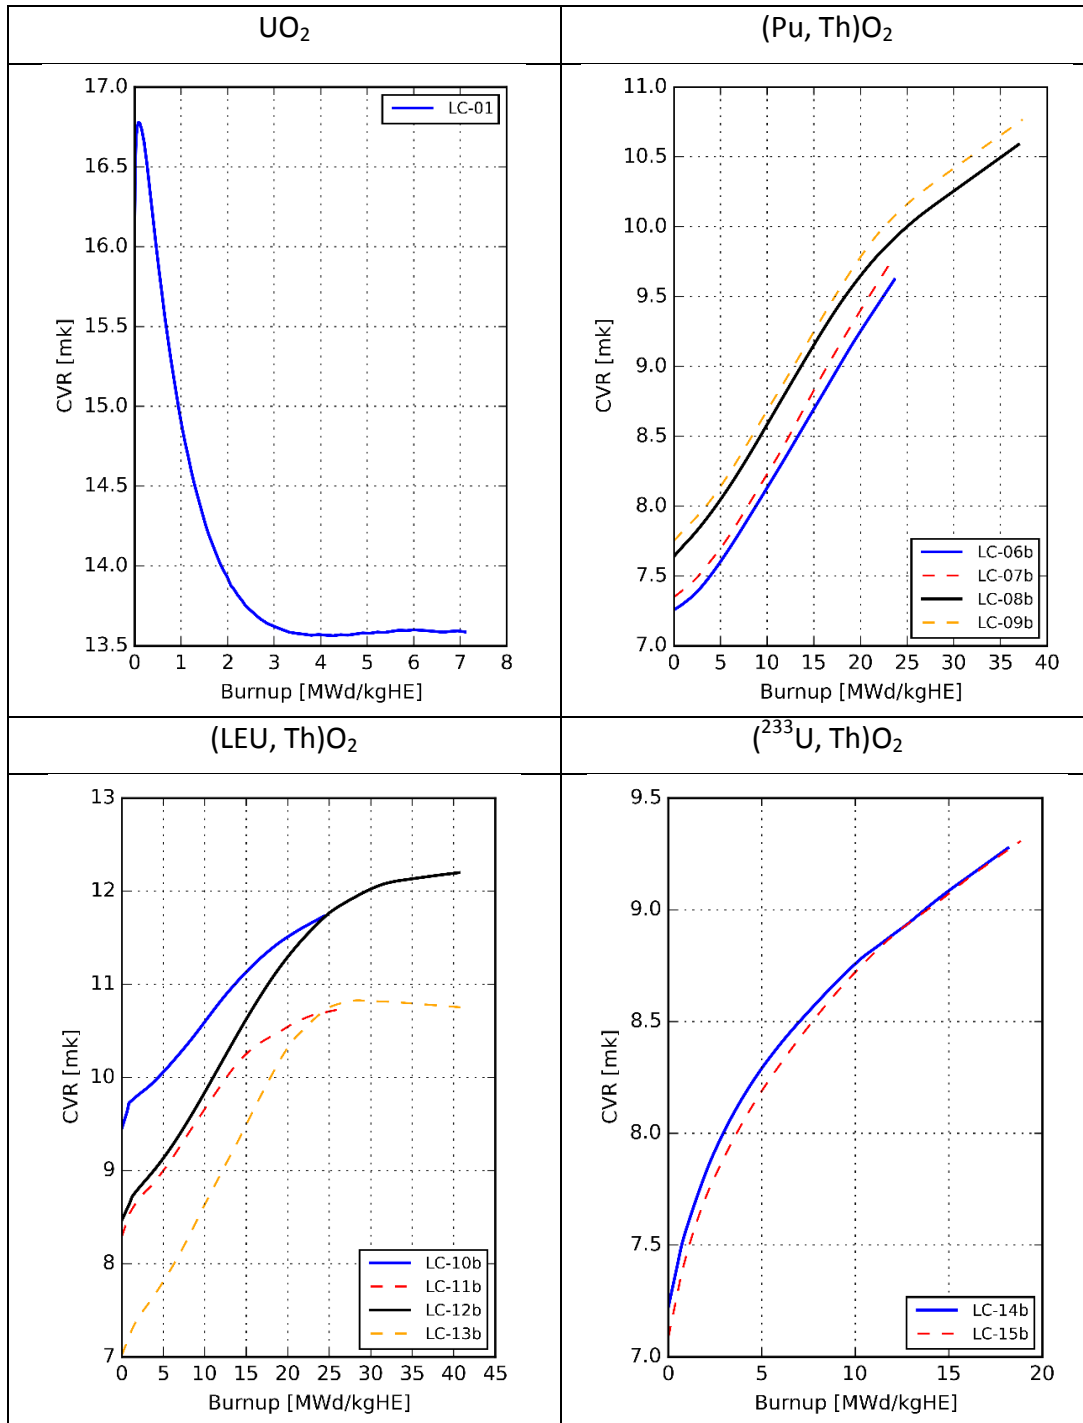 UO₂
(Pu, Th)O₂
17.0
16.5
16.0
15.5
15.0
14.5
14.0
13.5
CVR [mk]
0 1 2 3 4 5 6 7 8
Burnup [MWd/kgHE]
LC-01
11.0
10.5
10.0
9.5
9.0
8.5
8.0
7.5
7.0
CVR [mk]
0 5 10 15 20 25 30 35 40
Burnup [MWd/kgHE]
LC-06b
LC-07b
LC-08b
LC-09b
(LEU, Th)O₂
(²³³U, Th)O₂
13
12
11
10
9
8
7
CVR [mk]
0 5 10 15 20 25 30 35 40 45
Burnup [MWd/kgHE]
LC-10b
LC-11b
LC-12b
LC-13b
9.5
9.0
8.5
8.0
7.5
7.0
CVR [mk]
0 5 10 15 20
Burnup [MWd/kgHE]
LC-14b
LC-15b